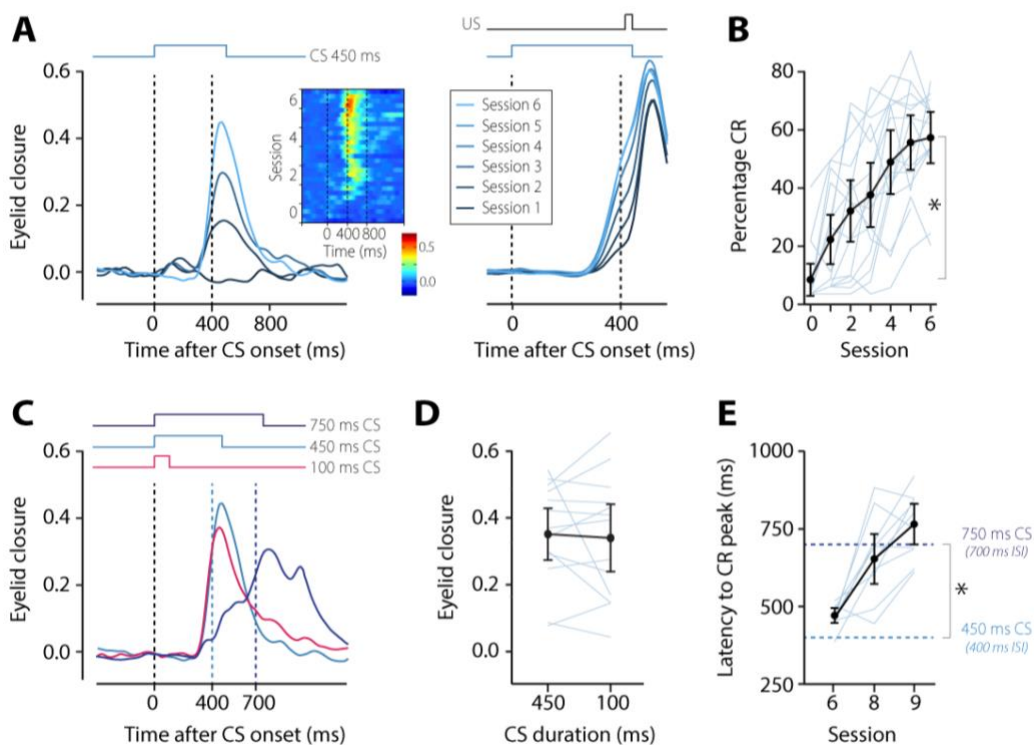 A
CS 450 ms
0.6
0.4
0.2
0.0
Eyelid closure
0
400
800
Time after CS onset (ms)
6
4
2
0
Session
0 400 800
Time (ms)
0.5
0.0
US
Session 6
Session 5
Session 4
Session 3
Session 2
Session 1
0
400
Time after CS onset (ms)
B
80
60
40
20
0
Percentage CR
*
0 2 4 6
Session
C
750 ms CS
450 ms CS
100 ms CS
0.6
0.4
0.2
0.0
Eyelid closure
0
400
700
Time after CS onset (ms)
D
0.6
0.4
0.2
0.0
Eyelid closure
450 100
CS duration (ms)
E
1000
750
500
250
Latency to CR peak (ms)
750 ms CS
(700 ms ISI)
*
450 ms CS
(400 ms ISI)
6 8 9
Session